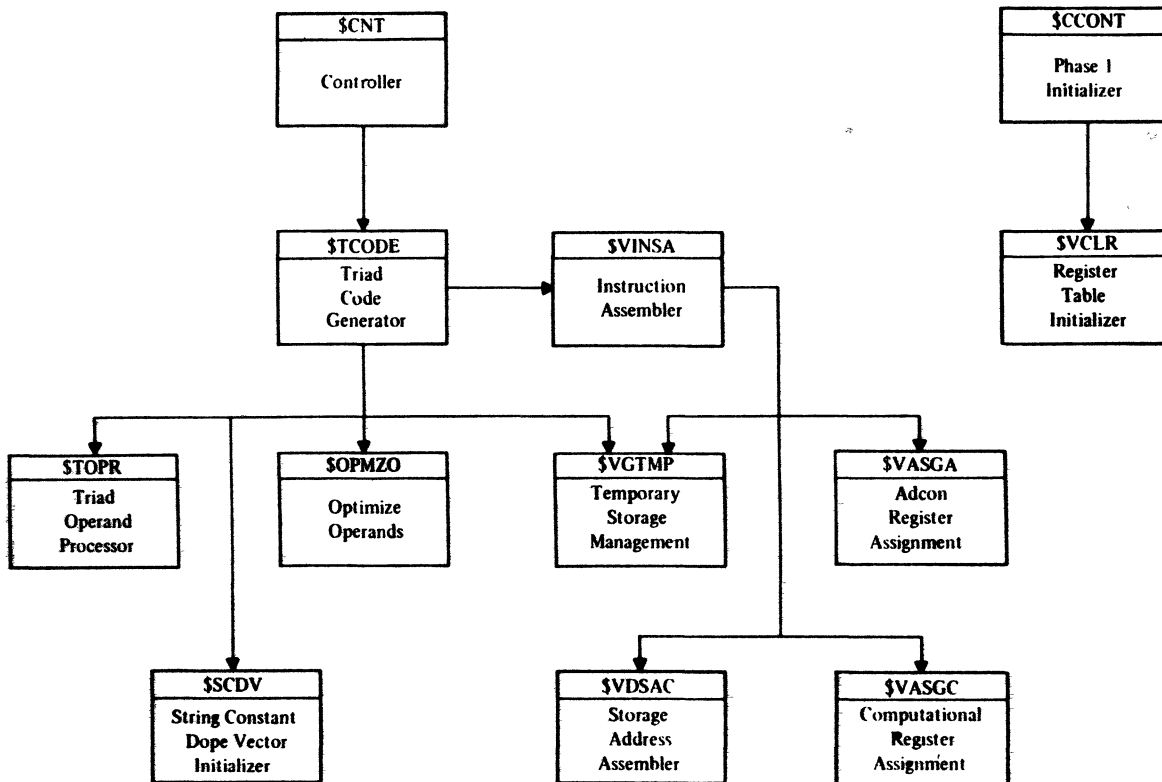 $CNT
Controller
$CCONT
Phase 1
Initializer
$TCODE
Triad
Code
Generator
$VINSA
Instruction
Assembler
$VCLR
Register
Table
Initializer
$TOPR
Triad
Operand
Processor
$OPMZO
Optimize
Operands
$VGTMP
Temporary
Storage
Management
$VASGA
Adcon
Register
Assignment
$SCDV
String Constant
Dope Vector
Initializer
$VDSAC
Storage
Address
Assembler
$VASGC
Computational
Register
Assignment